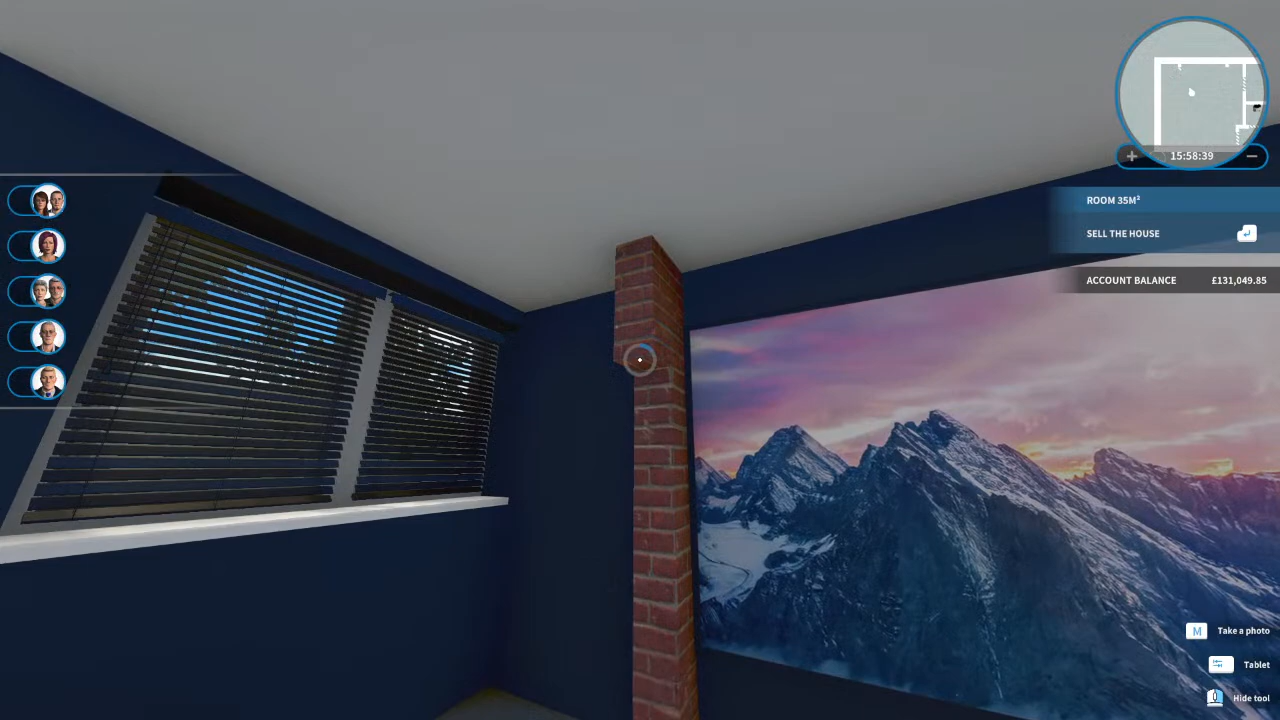 15:58:39
ROOM 35M²
SELL THE HOUSE
ACCOUNT BALANCE £131,049.85
M Take a photo
Tablet
Hide tool